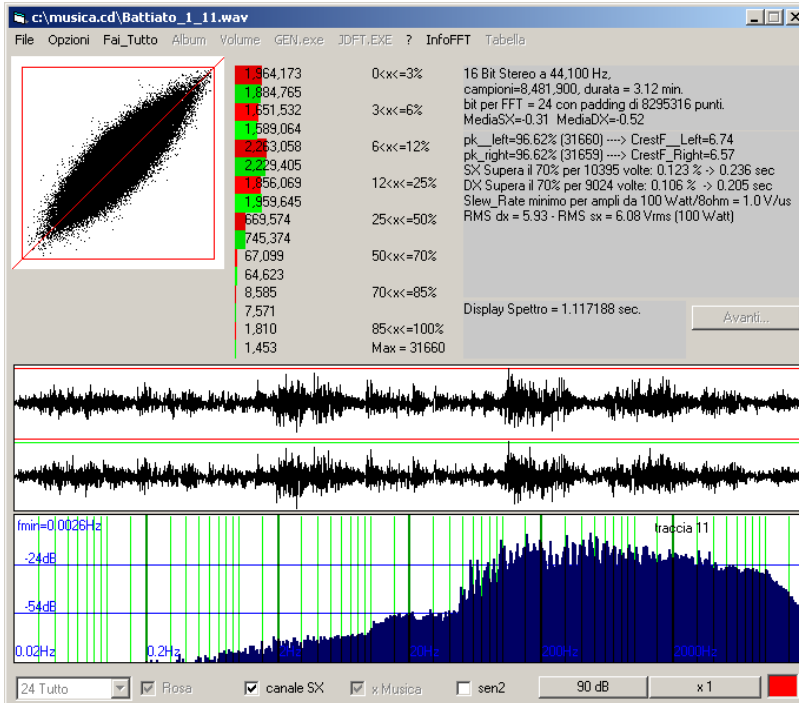 c:\musica.cd\Battiato_1_11.wav
File Opzioni Fai_Tutto Album Volume GEN.exe JDFT.EXE ? InfoFFT Tabella
1,964,173 0<x<=3%
1,884,765
1,651,532 3<x<=6%
1,589,064
2,263,058 6<x<=12%
2,229,405
1,856,069 12<x<=25%
1,959,645
669,574 25<x<=50%
745,374
67,099 50<x<=70%
64,623
8,585 70<x<=85%
7,571
1,810 85<x<=100%
1,453 Max = 31660
16 Bit Stereo a 44,100 Hz,
campioni=8,481,900, durata = 3.12 min.
bit per FFT = 24 con padding di 8295316 punti.
MediaSX=-0.31 MediaDX=-0.52
pk__left=96.62% (31660) ----> CrestF__Left=6.74
pk_right=96.62% (31659) ----> CrestF_Right=6.57
SX Supera il 70% per 10395 volte: 0.123 % -> 0.236 sec
DX Supera il 70% per 9024 volte: 0.106 % -> 0.205 sec
Slew_Rate minimo per ampli da 100 Watt/8ohm = 1.0 V/us
RMS dx = 5.93 - RMS sx = 6.08 Vrms (100 Watt)
Display Spettro = 1.117188 sec.
Avanti...
fmin=0.0026Hz
traccia 11
-24dB
-54dB
0.02Hz 0.2Hz 2Hz 20Hz 200Hz 2000Hz
24 Tutto Rosa canale SX x Musica sen2 90 dB x 1